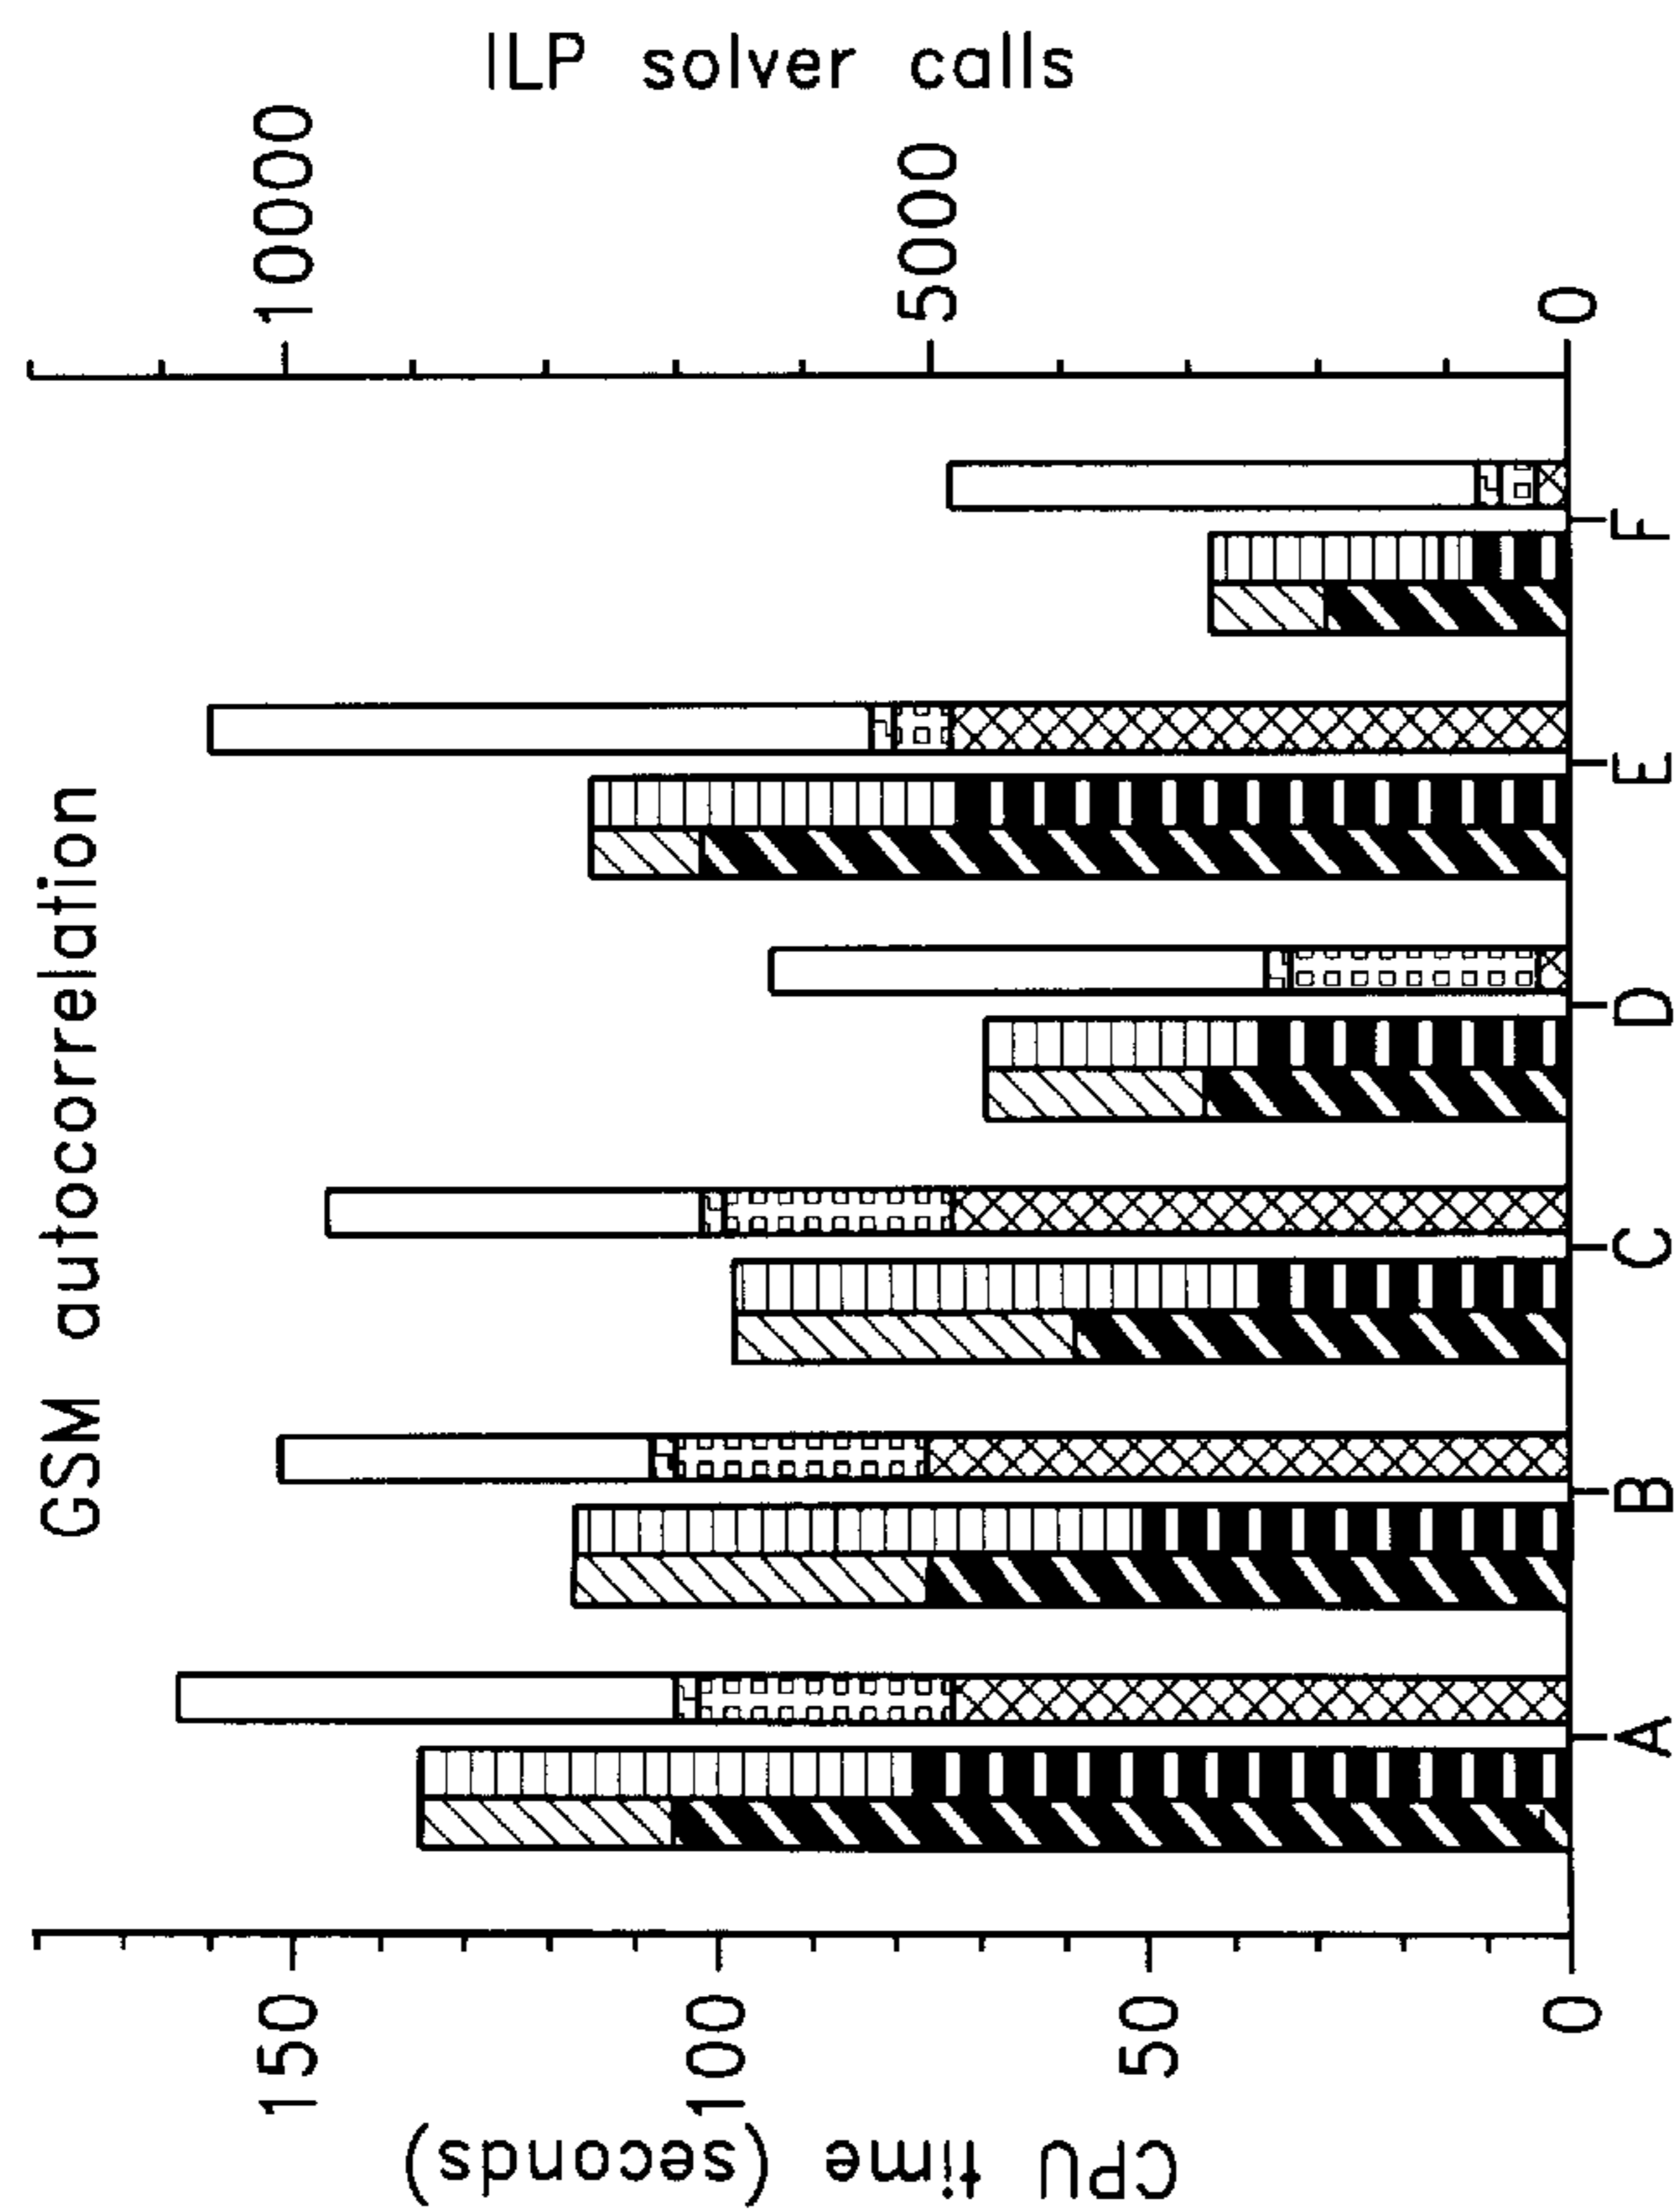 GSM autocorrelation
CPU time (seconds)
150
100
50
0
ILP solver calls
10000
5000
0
A
B
C
D
E
F